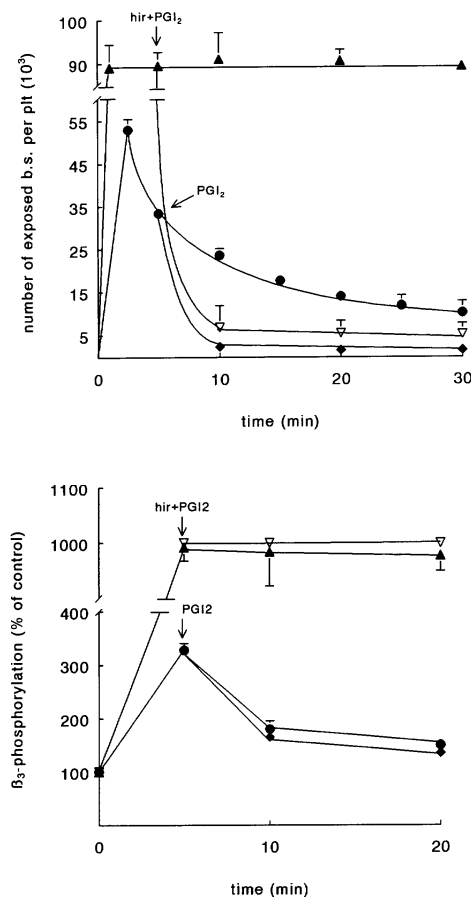 hir+PGI₂
100
90
55
45
35
25
15
5
number of exposed b.s. per plt (10³)
PGI₂
0
10
20
30
time (min)
hir+PGI2
1100
1000
400
300
200
100
ß₃-phosphorylation (% of control)
PGI2
0
10
20
time (min)